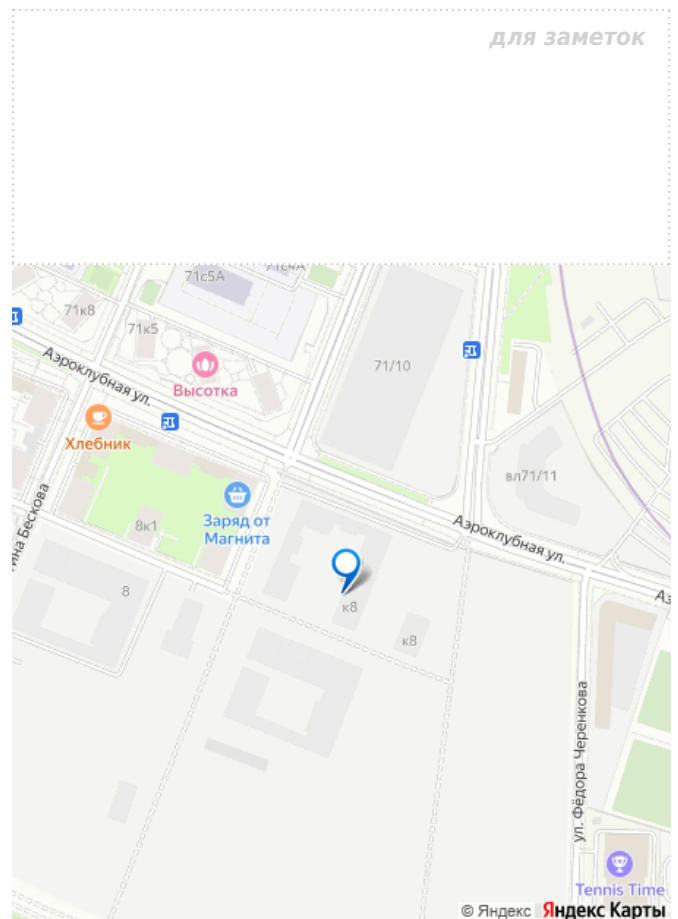 для заметок
71с5А
71с4А
71к8
71к5
Аэроклубная ул.
71/10
Высотка
Хлебник
вл71/11
Заряд от
Магнита
8к1
Аэроклубная ул.
8
к8
к8
ул. Фёдора Черенкова
Tennis Time
© Яндекс Яндекс Карты